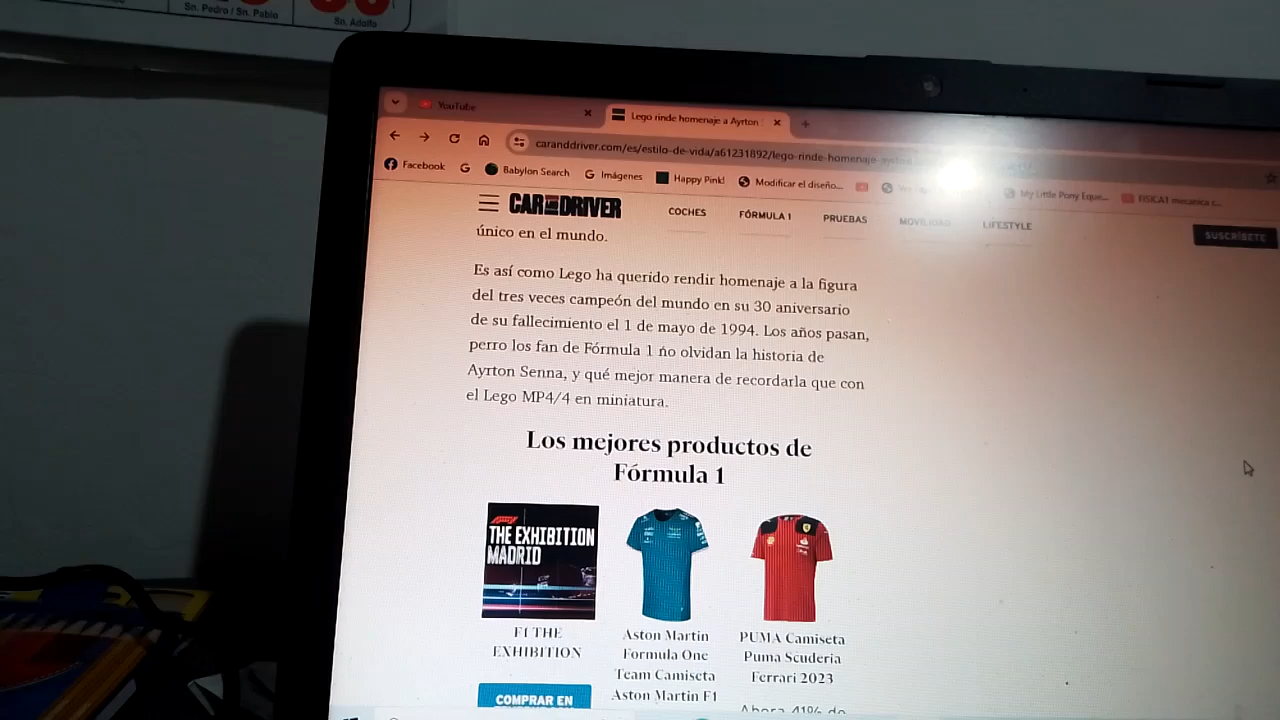 Sn. Pedro / Sn. Pablo
Sn. Adolfo
YouTube
Lego rinde homenaje a Ayrton
caranddriver.com/es/estilo-de-vida/a61231892/lego-rinde-homenaje-
Facebook
Babylon Search
Imágenes
Happy Pink!
Modificar el diseño...
My Little Pony Eque...
FISICA1 mecanica c...
CAR AND DRIVER
COCHES
FÓRMULA 1
PRUEBAS
MOVILIDAD
LIFESTYLE
SUSCRÍBETE
único en el mundo.
Es así como Lego ha querido rendir homenaje a la figura
del tres veces campeón del mundo en su 30 aniversario
de su fallecimiento el 1 de mayo de 1994. Los años pasan,
perro los fan de Fórmula 1 no olvidan la historia de
Ayrton Senna, y qué mejor manera de recordarla que con
el Lego MP4/4 en miniatura.
Los mejores productos de
Fórmula 1
THE EXHIBITION
MADRID
F1 THE
EXHIBITION
COMPRAR EN
Aston Martin
Formula One
Team Camiseta
Aston Martin F1
PUMA Camiseta
Puma Scuderia
Ferrari 2023
Ahora 41% de